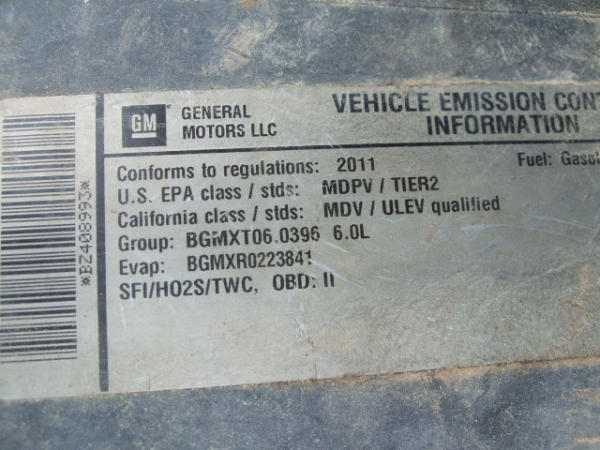 GM
GENERAL
MOTORS LLC
VEHICLE EMISSION CONT
INFORMATION
Conforms to regulations: 2011
Fuel: Gasol
U.S. EPA class / stds: MDPV / TIER2
California class / stds: MDV / ULEV qualified
Group: BGMXT06.0396 6.0L
Evap: BGMXR0223841
SFI/HO2S/TWC, OBD: II
*BZ408993*